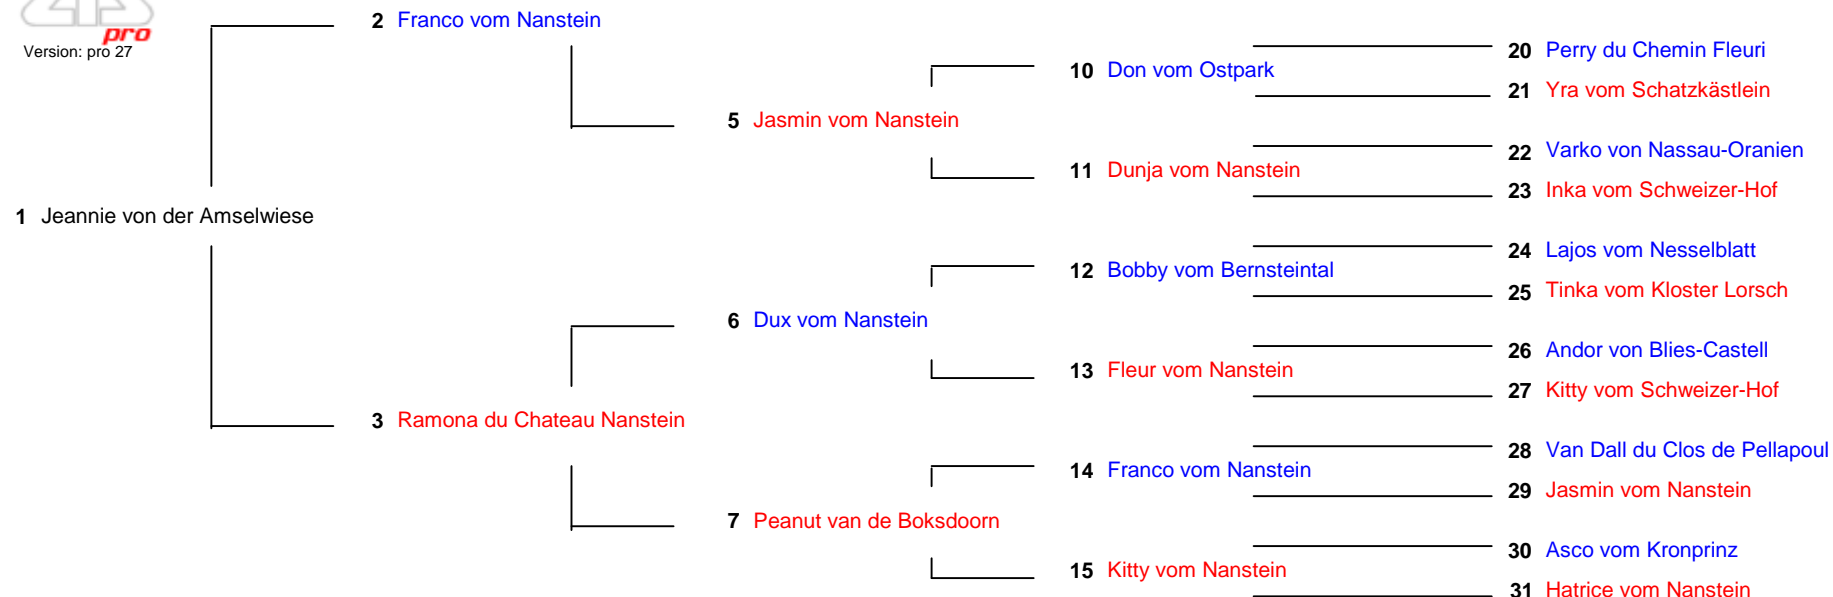 pro
Version: pro 27
2 Franco vom Nanstein
20 Perry du Chemin Fleuri
10 Don vom Ostpark
21 Yra vom Schatzkästlein
5 Jasmin vom Nanstein
22 Varko von Nassau-Oranien
11 Dunja vom Nanstein
23 Inka vom Schweizer-Hof
1 Jeannie von der Amselwiese
24 Lajos vom Nesselblatt
12 Bobby vom Bernsteintal
25 Tinka vom Kloster Lorsch
6 Dux vom Nanstein
26 Andor von Blies-Castell
13 Fleur vom Nanstein
27 Kitty vom Schweizer-Hof
3 Ramona du Chateau Nanstein
28 Van Dall du Clos de Pellapoul
14 Franco vom Nanstein
29 Jasmin vom Nanstein
7 Peanut van de Boksdoorn
30 Asco vom Kronprinz
15 Kitty vom Nanstein
31 Hatrice vom Nanstein